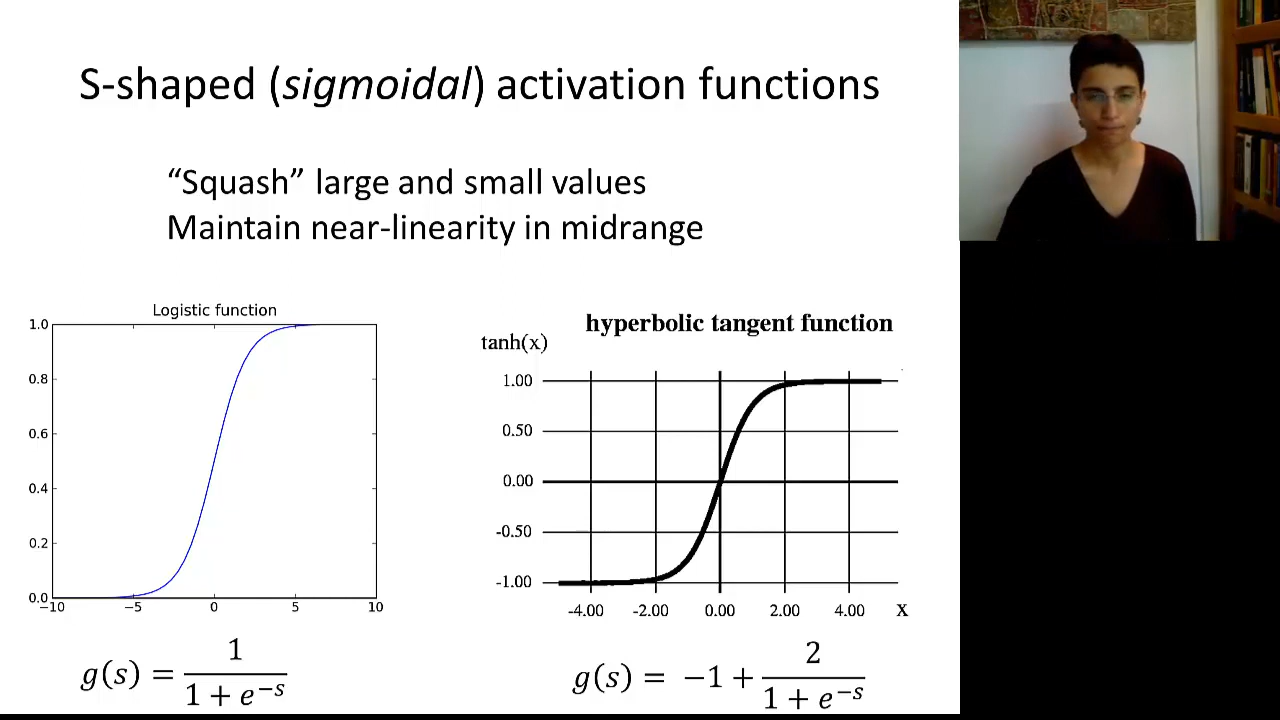 S-shaped (sigmoidal) activation functions
“Squash” large and small values
Maintain near-linearity in midrange
Logistic function
1.0
0.8
0.6
0.4
0.2
0.0
−10 −5 0 5 10
g(s) = 1 / (1 + e^{−s})
hyperbolic tangent function
tanh(x)
1.00
0.50
0.00
-0.50
-1.00
-4.00 -2.00 0.00 2.00 4.00 X
g(s) = −1 + 2 / (1 + e^{−s})